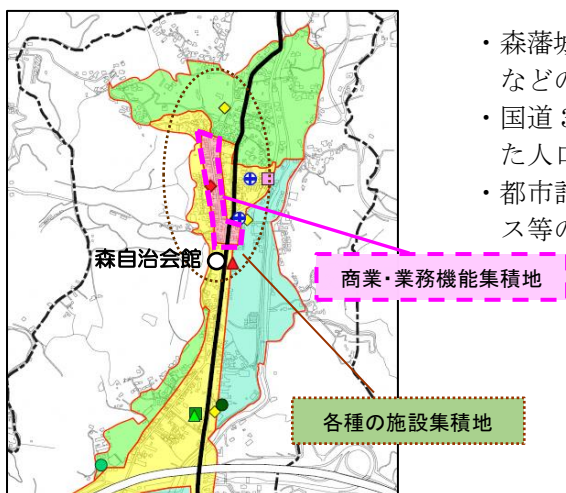 ・森藩城
などの
・国道３
た人口
・都市計
ス等の
森自治会館
商業・業務機能集積地
各種の施設集積地